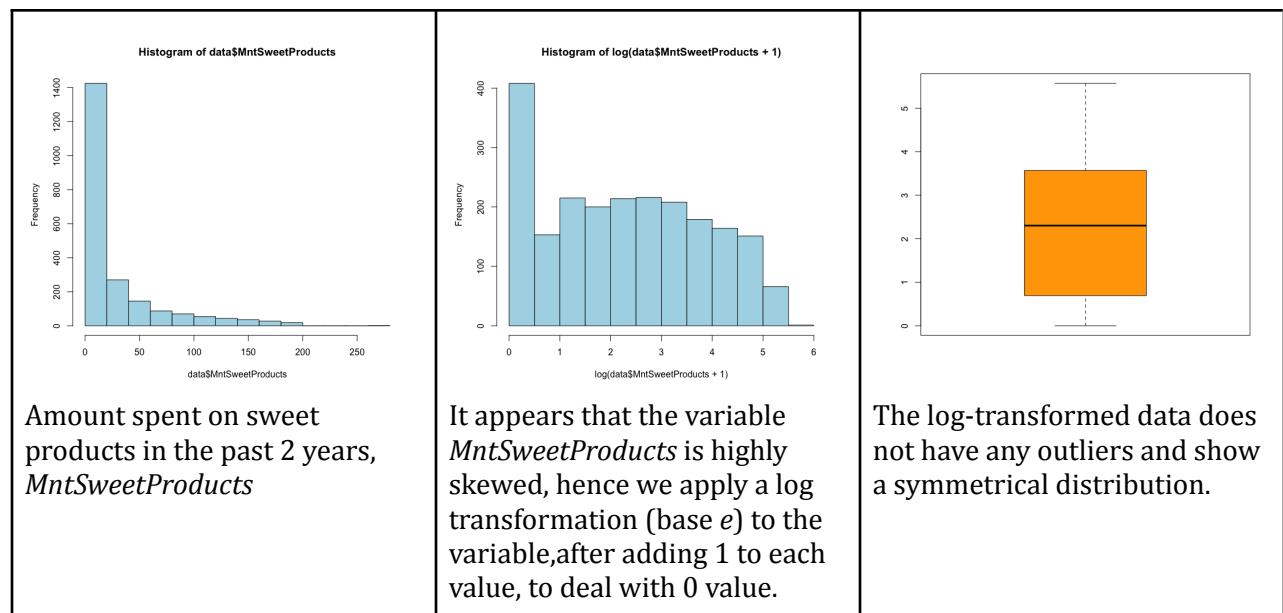 Histogram of data$MntSweetProducts
Frequency
0
200
400
600
800
1000
1200
1400
0
50
100
150
200
250
data$MntSweetProducts
Amount spent on sweet
products in the past 2 years,
MntSweetProducts
Histogram of log(data$MntSweetProducts + 1)
Frequency
0
100
200
300
400
0
1
2
3
4
5
6
log(data$MntSweetProducts + 1)
It appears that the variable
MntSweetProducts is highly
skewed, hence we apply a log
transformation (base e) to the
variable,after adding 1 to each
value, to deal with 0 value.
0
1
2
3
4
5
The log-transformed data does
not have any outliers and show
a symmetrical distribution.